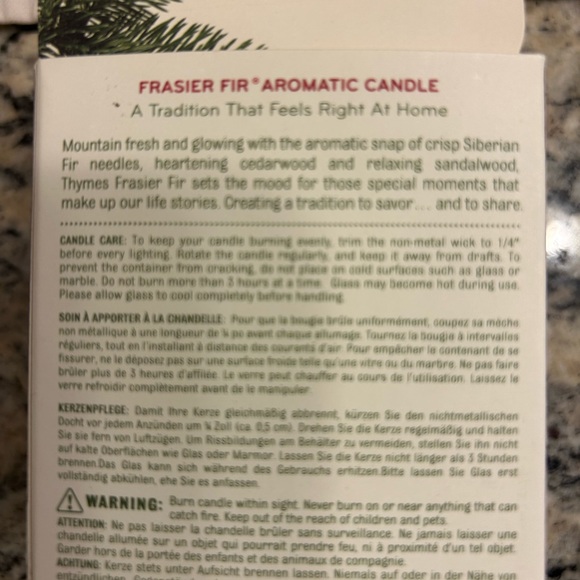 FRASIER FIR® AROMATIC CANDLE
A Tradition That Feels Right At Home
Mountain fresh and glowing with the aromatic snap of crisp Siberian
Fir needles, heartening cedarwood and relaxing sandalwood,
Thymes Frasier Fir sets the mood for those special moments that
make up our life stories. Creating a tradition to savor... and to share.
CANDLE CARE: To keep your candle burning evenly, trim the non-metal wick to 1/4"
before every lighting. Rotate the candle regularly, and keep it away from drafts. To
prevent the container from cracking, do not place on cold surfaces such as glass or
marble. Do not burn more than 3 hours at a time. Glass may become hot during use.
Please allow glass to cool completely before handling.
SOIN À APPORTER À LA CHANDELLE: Pour que la bougie brûle uniformément, coupez sa mèche
non métallique à une longueur de ¼ po avant chaque allumage. Tournez la bougie à intervalles
réguliers, tout en l'installant à distance des courants d'air. Pour empêcher le contenant de se
fissurer, ne le déposez pas sur une surface froide telle qu'une vitre ou du marbre. Ne pas faire
brûler plus de 3 heures d'affilée. Le verre peut chauffer au cours de l'utilisation. Laissez le
verre refroidir complètement avant de le manipuler.
KERZENPFLEGE: Damit Ihre Kerze gleichmäßig abbrennt, kürzen Sie den nichtmetallischen
Docht vor jedem Anzünden um ¼ Zoll (ca. 0,5 cm). Drehen Sie die Kerze regelmäßig und halten
Sie sie fern von Luftzügen. Um Rissbildungen am Behälter zu vermeiden, stellen Sie ihn nicht
auf kalte Oberflächen wie Glas oder Marmor. Lassen Sie die Kerze nicht länger als 3 Stunden
brennen.Das Glas kann sich während des Gebrauchs erhitzen.Bitte lassen Sie Glas erst
vollständig abkühlen, ehe Sie es anfassen.
WARNING: Burn candle within sight. Never burn on or near anything that can
catch fire. Keep out of the reach of children and pets.
ATTENTION: Ne pas laisser la chandelle brûler sans surveillance. Ne jamais laisser une
chandelle allumée sur un objet qui pourrait prendre feu, ni à proximité d'un tel objet.
Garder hors de la portée des enfants et des animaux de compagnie.
ACHTUNG: Kerze stets unter Aufsicht brennen lassen. Niemals auf oder in der Nähe von